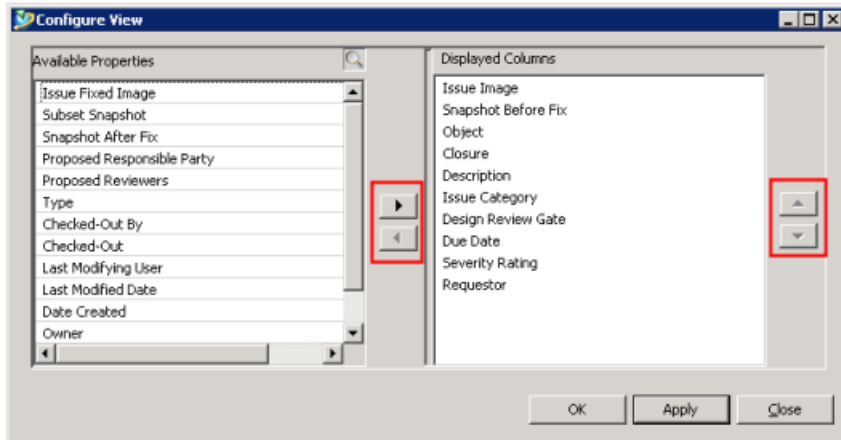 Configure View
Available Properties
Issue Fixed Image
Subset Snapshot
Snapshot After Fix
Proposed Responsible Party
Proposed Reviewers
Type
Checked-Out By
Checked-Out
Last Modifying User
Last Modified Date
Date Created
Owner
Displayed Columns
Issue Image
Snapshot Before Fix
Object
Closure
Description
Issue Category
Design Review Gate
Due Date
Severity Rating
Requestor
OK
Apply
Close